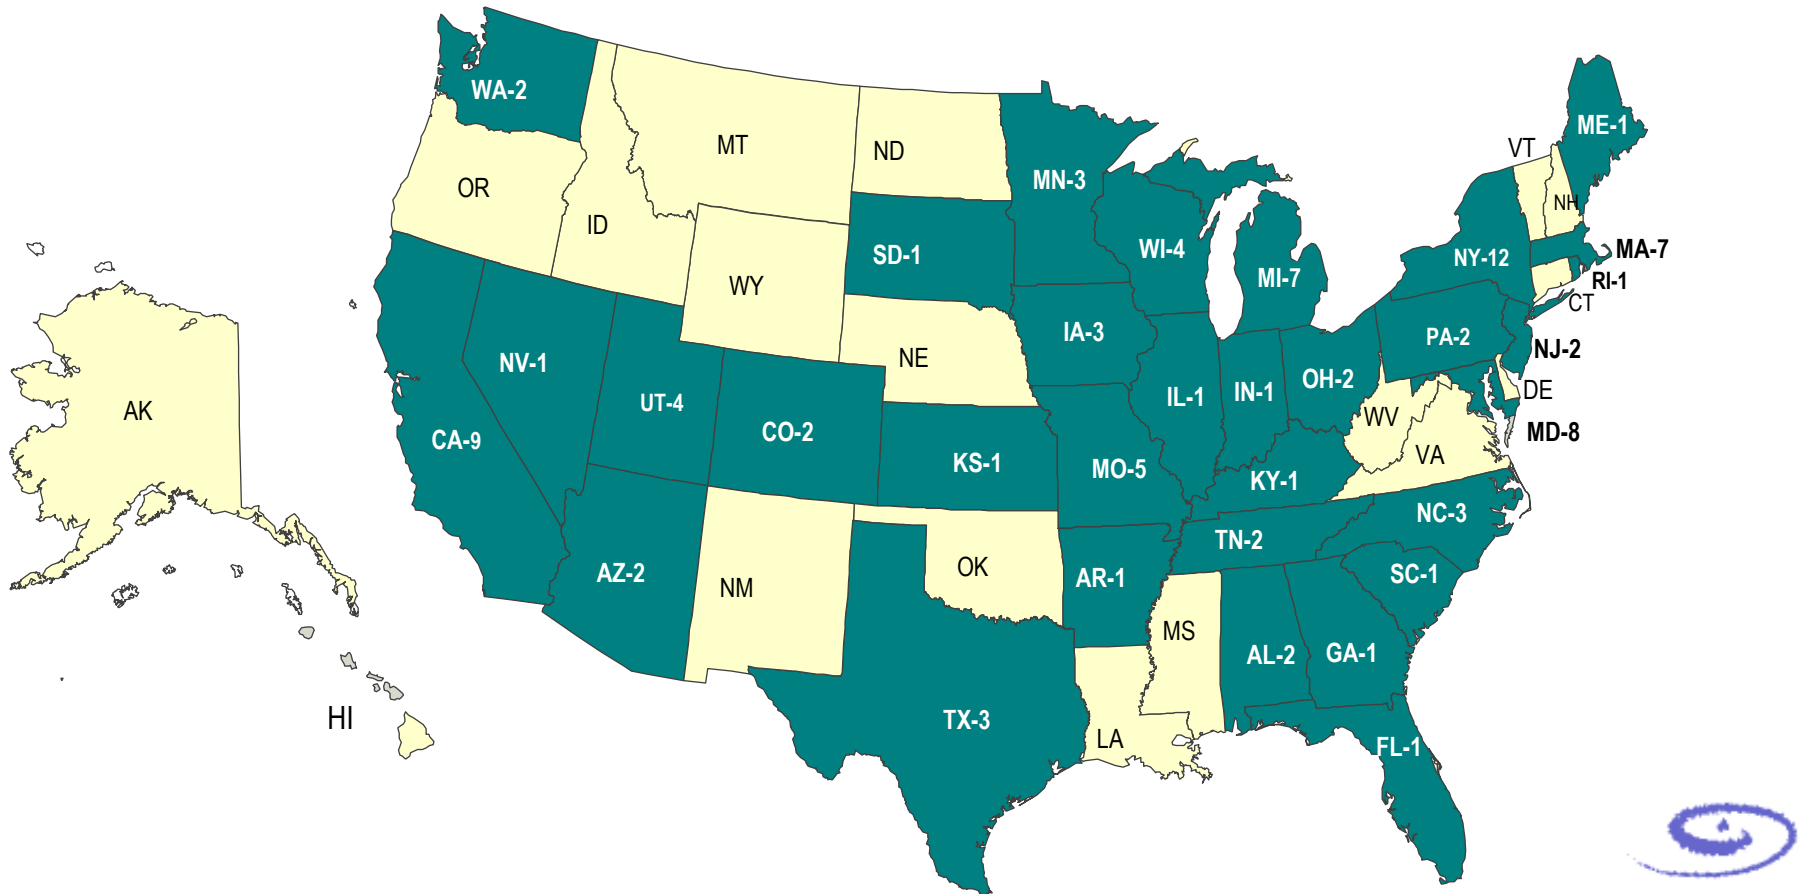 WA-2
MT
ND
MN-3
ME-1
VT
OR
ID
NH
SD-1
WI-4
NY-12
MA-7
WY
MI-7
RI-1
CT
IA-3
PA-2
NJ-2
NV-1
NE
OH-2
DE
UT-4
IL-1
IN-1
AK
WV
CA-9
CO-2
MD-8
KS-1
MO-5
VA
KY-1
NC-3
TN-2
AZ-2
NM
OK
AR-1
SC-1
MS
AL-2
GA-1
HI
TX-3
LA
FL-1